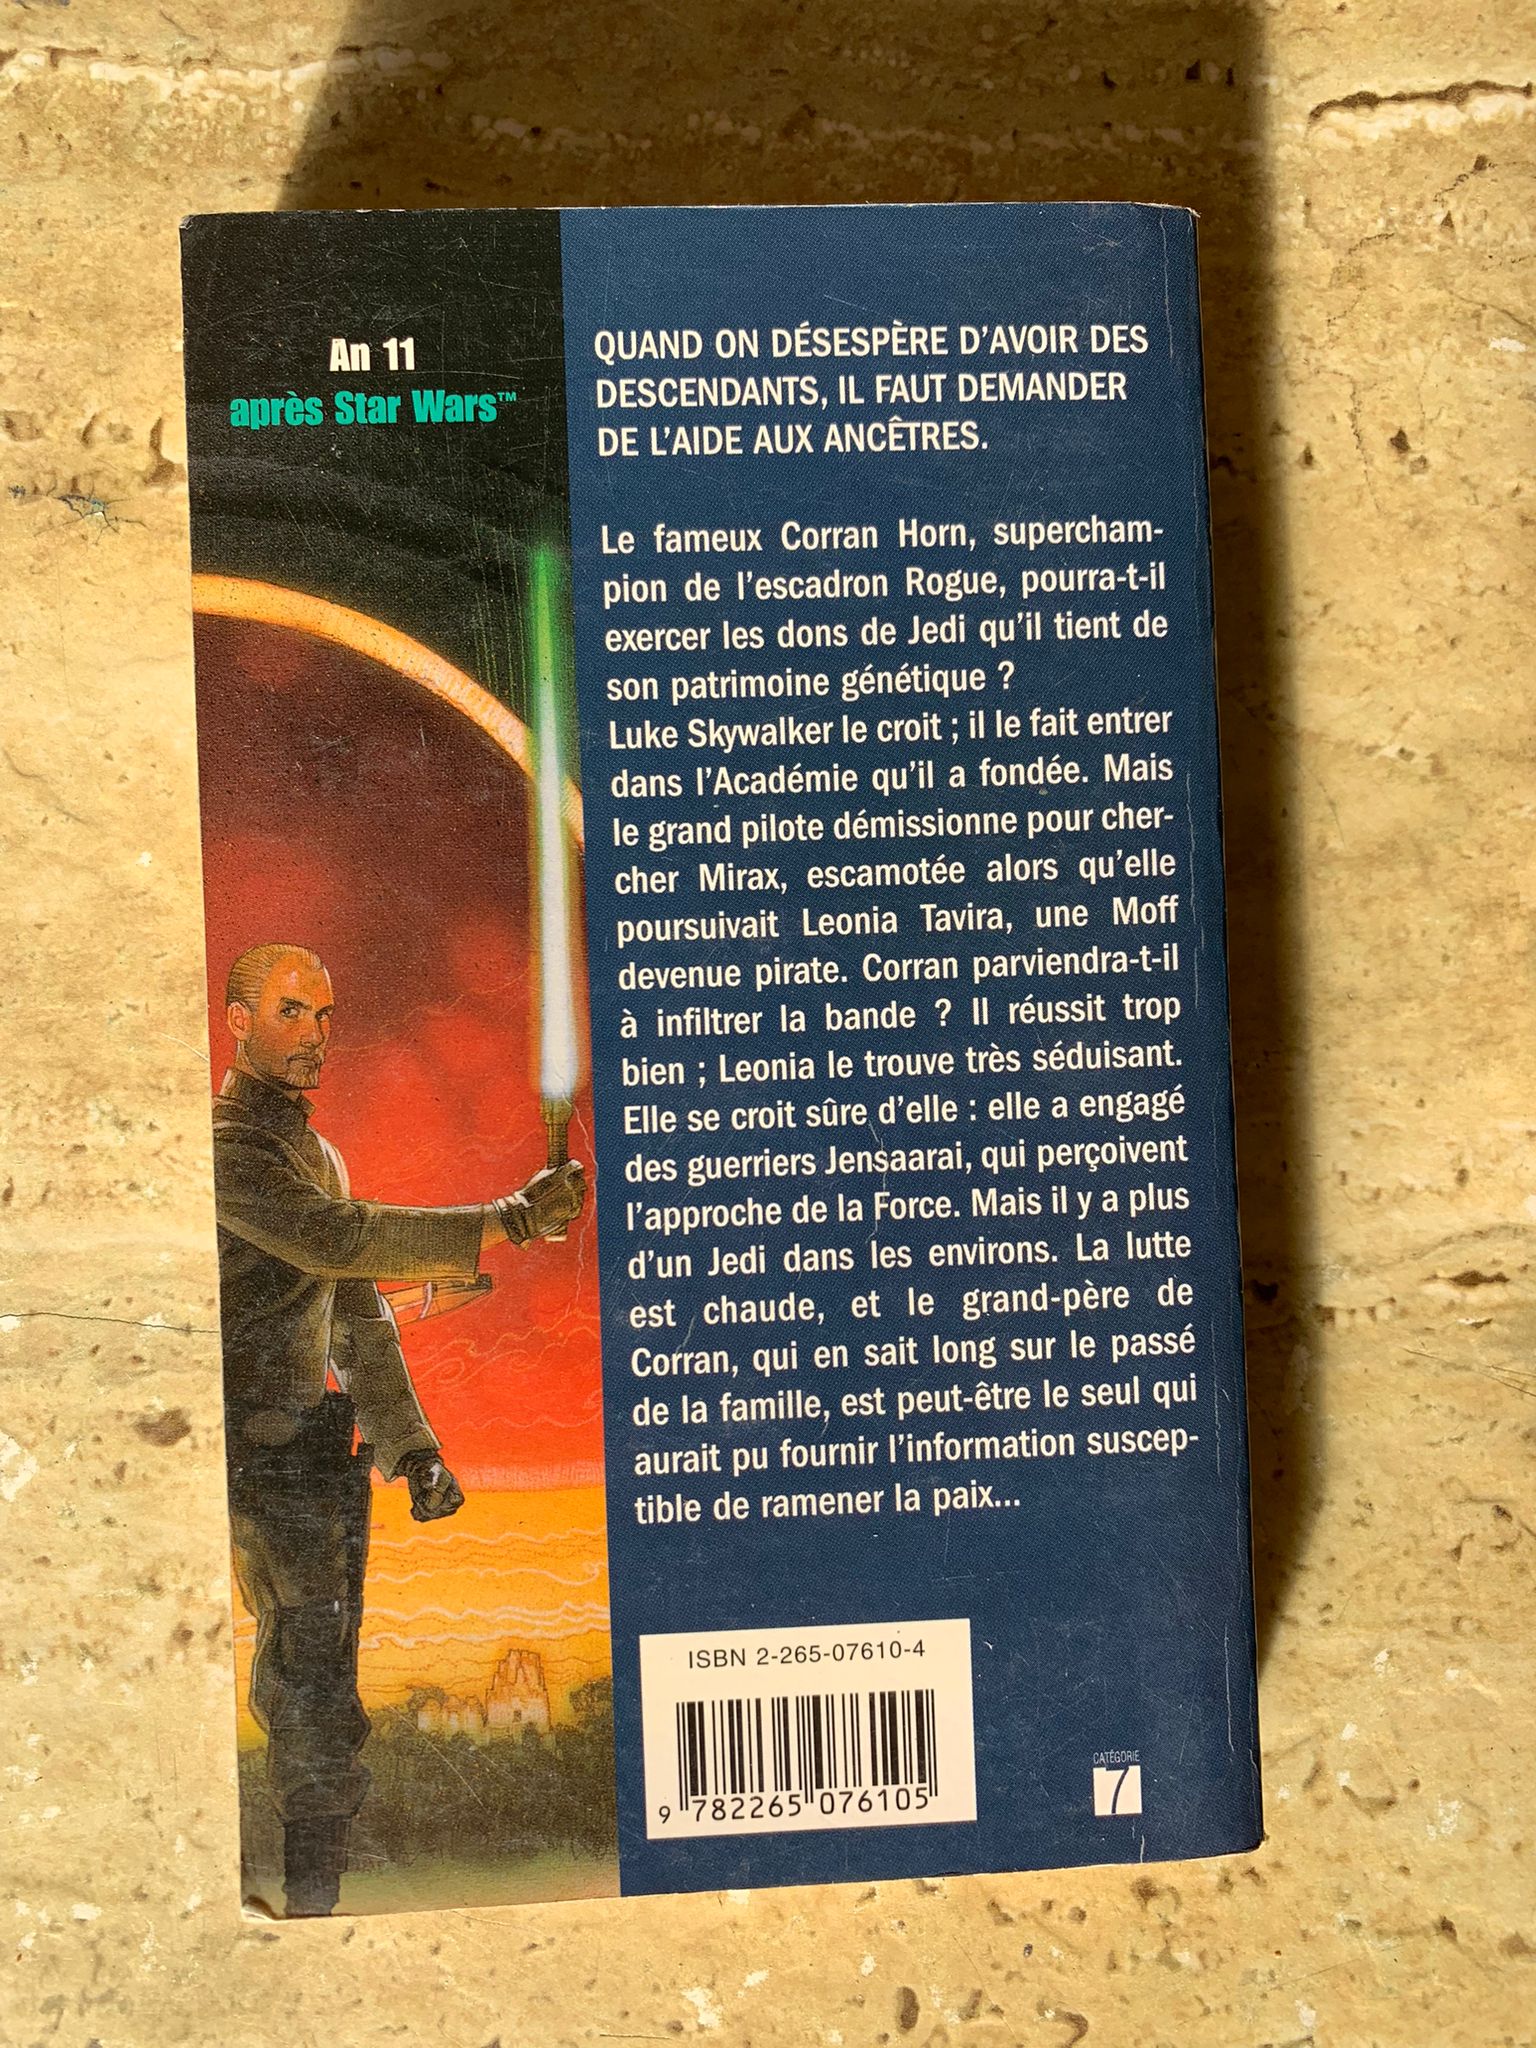 An 11
après Star Wars™
QUAND ON DÉSESPÈRE D'AVOIR DES
DESCENDANTS, IL FAUT DEMANDER
DE L'AIDE AUX ANCÊTRES.
Le fameux Corran Horn, supercham-
pion de l'escadron Rogue, pourra-t-il
exercer les dons de Jedi qu'il tient de
son patrimoine génétique ?
Luke Skywalker le croit ; il le fait entrer
dans l'Académie qu'il a fondée. Mais
le grand pilote démissionne pour cher-
cher Mirax, escamotée alors qu'elle
poursuivait Leonia Tavira, une Moff
devenue pirate. Corran parviendra-t-il
à infiltrer la bande ? Il réussit trop
bien ; Leonia le trouve très séduisant.
Elle se croit sûre d'elle : elle a engagé
des guerriers Jensaarai, qui perçoivent
l'approche de la Force. Mais il y a plus
d'un Jedi dans les environs. La lutte
est chaude, et le grand-père de
Corran, qui en sait long sur le passé
de la famille, est peut-être le seul qui
aurait pu fournir l'information suscep-
tible de ramener la paix...
ISBN 2-265-07610-4
9 782265 076105
CATÉGORIE
7